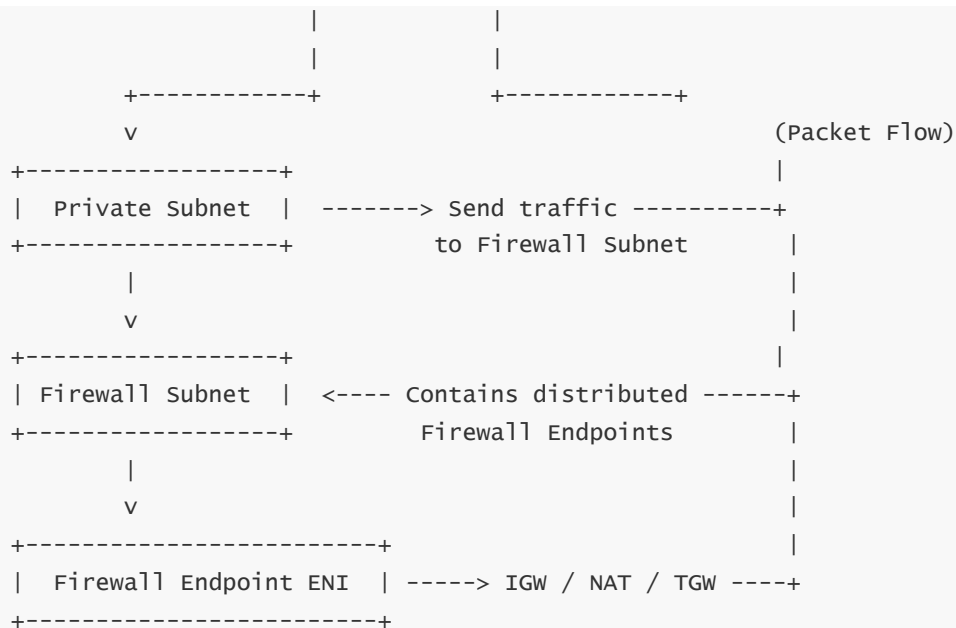 |                |
|                |
+------------+                +------------+
v                                                        (Packet Flow)
+------------------+                                           |
|  Private Subnet  |  -------> Send traffic ----------+
+------------------+          to Firewall Subnet        |
|                                                         |
v                                                         |
+------------------+                                           |
| Firewall Subnet  |  <---- Contains distributed ------+
+------------------+         Firewall Endpoints        |
|                                                         |
v                                                         |
+-------------------------+                                    |
|  Firewall Endpoint ENI  | -----> IGW / NAT / TGW ----+
+-------------------------+